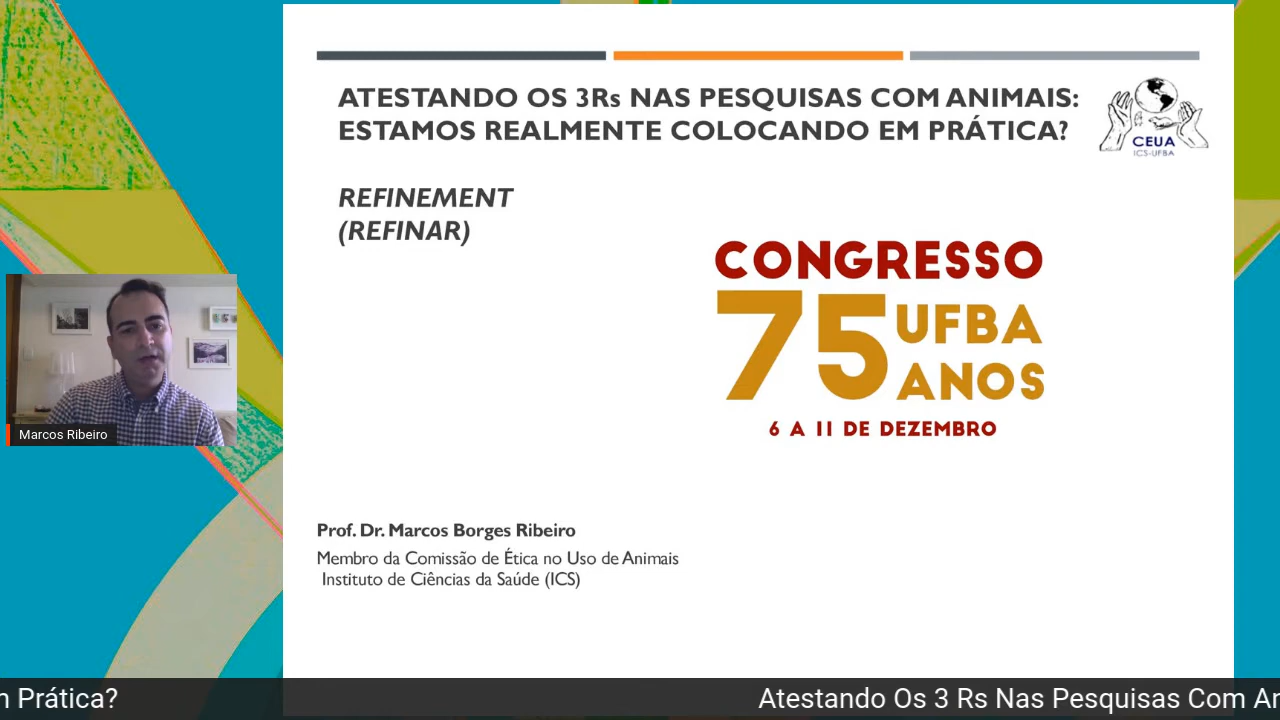 ATESTANDO OS 3Rs NAS PESQUISAS COM ANIMAIS:
ESTAMOS REALMENTE COLOCANDO EM PRÁTICA?
CEUA
ICS-UFBA
REFINEMENT
(REFINAR)
CONGRESSO
75 UFBA
ANOS
6 A 11 DE DEZEMBRO
Marcos Ribeiro
Prof. Dr. Marcos Borges Ribeiro
Membro da Comissão de Ética no Uso de Animais
Instituto de Ciências da Saúde (ICS)
m Prática? Atestando Os 3 Rs Nas Pesquisas Com An